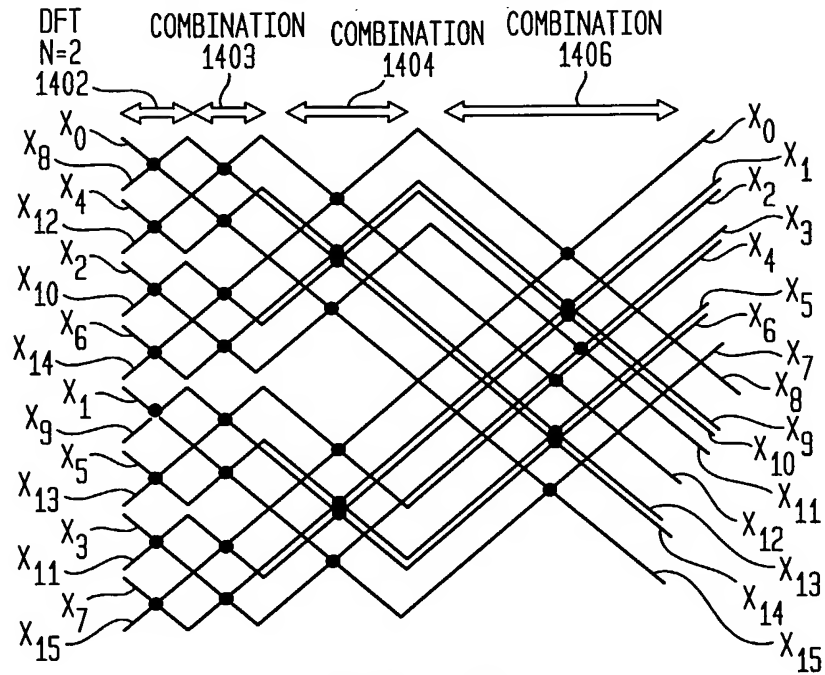 DFT
N=2
1402
COMBINATION
1403
COMBINATION
1404
COMBINATION
1406
X0
X8
X4
X12
X2
X10
X6
X14
X1
X9
X5
X13
X3
X11
X7
X15
X0
X1
X2
X3
X4
X5
X6
X7
X8
X9
X10
X11
X12
X13
X14
X15